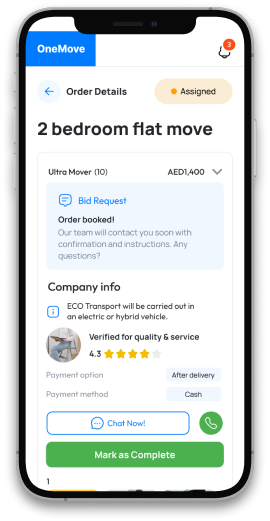 OneMove
3
Order Details
Assigned
2 bedroom flat move
Ultra Mover (10)
AED1,400
Bid Request
Order booked!
Our team will contact you soon with
confirmation and instructions. Any
questions?
Company info
ECO Transport will be carried out in
an electric or hybrid vehicle.
Verified for quality & service
4.3
Payment option
After delivery
Payment method
Cash
Chat Now!
Mark as Complete
1